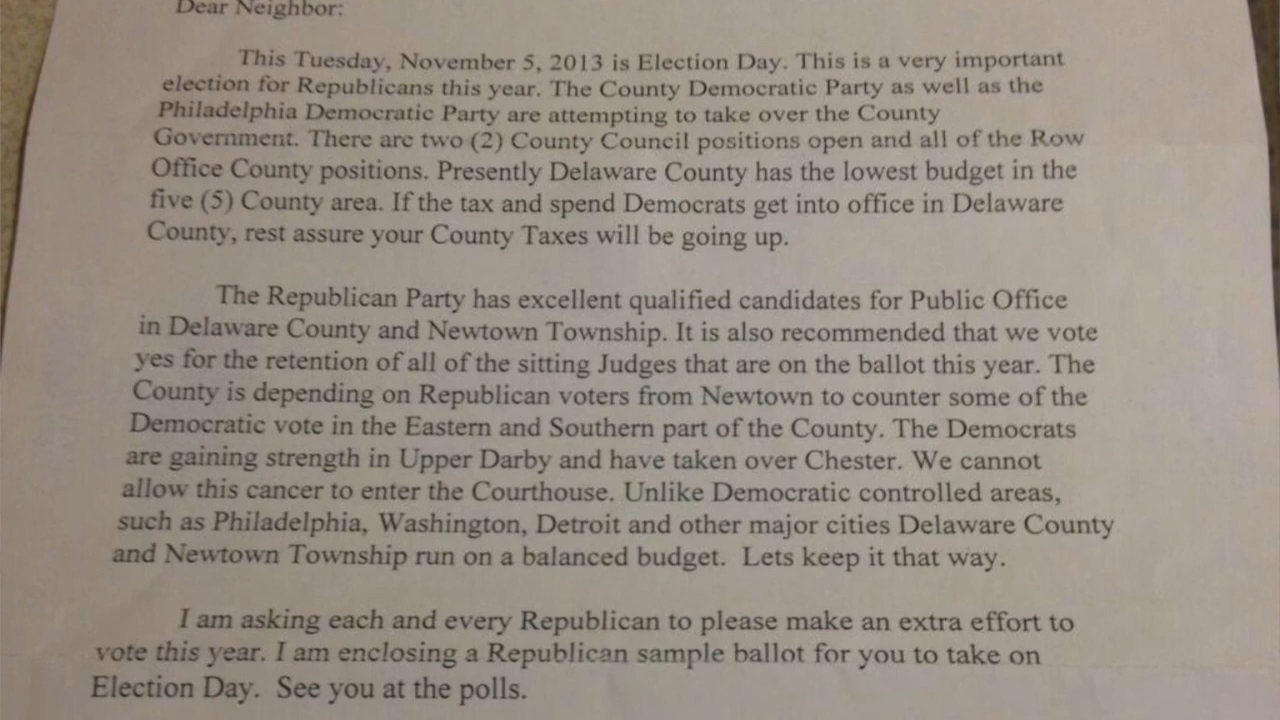 Dear Neighbor:
This Tuesday, November 5, 2013 is Election Day. This is a very important
election for Republicans this year. The County Democratic Party as well as the
Philadelphia Democratic Party are attempting to take over the County
Government. There are two (2) County Council positions open and all of the Row
Office County positions. Presently Delaware County has the lowest budget in the
five (5) County area. If the tax and spend Democrats get into office in Delaware
County, rest assure your County Taxes will be going up.
The Republican Party has excellent qualified candidates for Public Office
in Delaware County and Newtown Township. It is also recommended that we vote
yes for the retention of all of the sitting Judges that are on the ballot this year. The
County is depending on Republican voters from Newtown to counter some of the
Democratic vote in the Eastern and Southern part of the County. The Democrats
are gaining strength in Upper Darby and have taken over Chester. We cannot
allow this cancer to enter the Courthouse. Unlike Democratic controlled areas,
such as Philadelphia, Washington, Detroit and other major cities Delaware County
and Newtown Township run on a balanced budget.  Lets keep it that way.
I am asking each and every Republican to please make an extra effort to
vote this year. I am enclosing a Republican sample ballot for you to take on
Election Day.  See you at the polls.